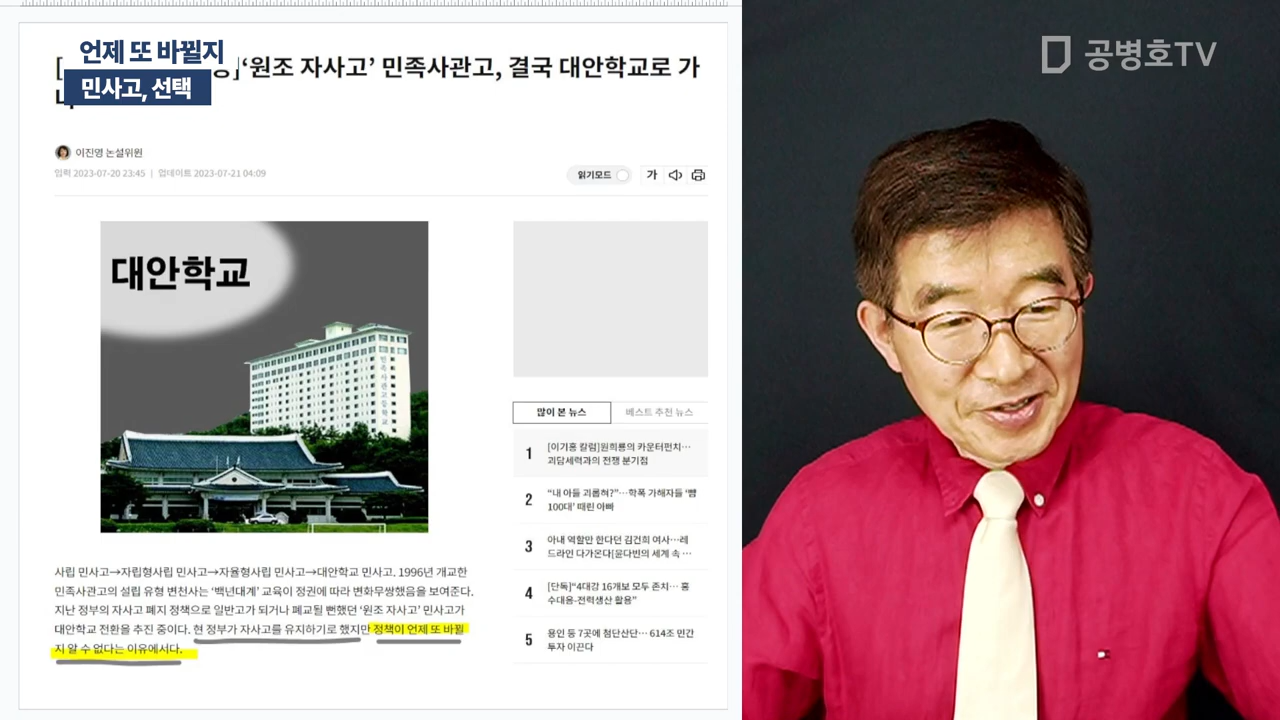 언제 또 바뀔지
민사고, 선택
]‘원조 자사고’ 민족사관고, 결국 대안학교로 가
이진영 논설위원
입력 2023-07-20 23:45 | 업데이트 2023-07-21 04:09
읽기모드
가
대안학교
민족사관고등학교
사립 민사고→자립형사립 민사고→자율형사립 민사고→대안학교 민사고. 1996년 개교한
민족사관고의 설립 유형 변천사는 ‘백년대계’ 교육이 정권에 따라 변화무쌍했음을 보여준다.
지난 정부의 자사고 폐지 정책으로 일반고가 되거나 폐교될 뻔했던 ‘원조 자사고’ 민사고가
대안학교 전환을 추진 중이다. 현 정부가 자사고를 유지하기로 했지만 정책이 언제 또 바뀔
지 알 수 없다는 이유에서다.
많이 본 뉴스
베스트 추천 뉴스
1
[이기홍 칼럼]원희룡의 카운터펀치…
괴담세력과의 전쟁 분기점
2
“내 아들 괴롭혀?”…학폭 가해자들 ‘뺨
100대’ 때린 아빠
3
아내 역할만 한다던 김건희 여사…레
드라인 다가온다[윤다빈의 세계 속 …
4
[단독]“4대강 16개보 모두 존치… 홍
수대응-전력생산 활용”
5
용인 등 7곳에 첨단산단… 614조 민간
투자 이끈다
공병호TV